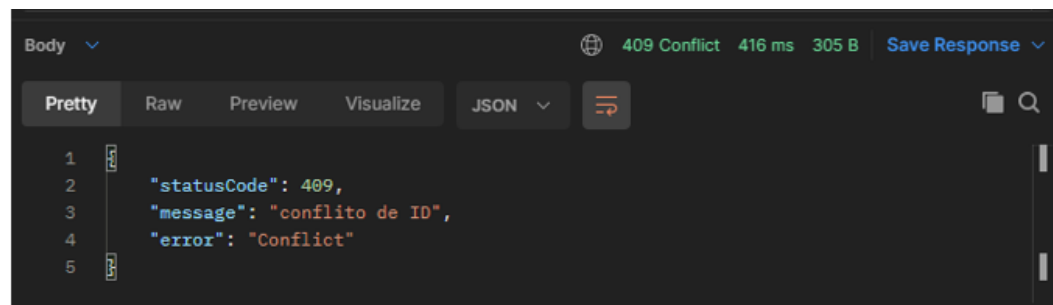 Body 409 Conflict 416 ms 305 B Save Response
Pretty Raw Preview Visualize JSON
1 {
2 "statusCode": 409,
3 "message": "conflito de ID",
4 "error": "Conflict"
5 }